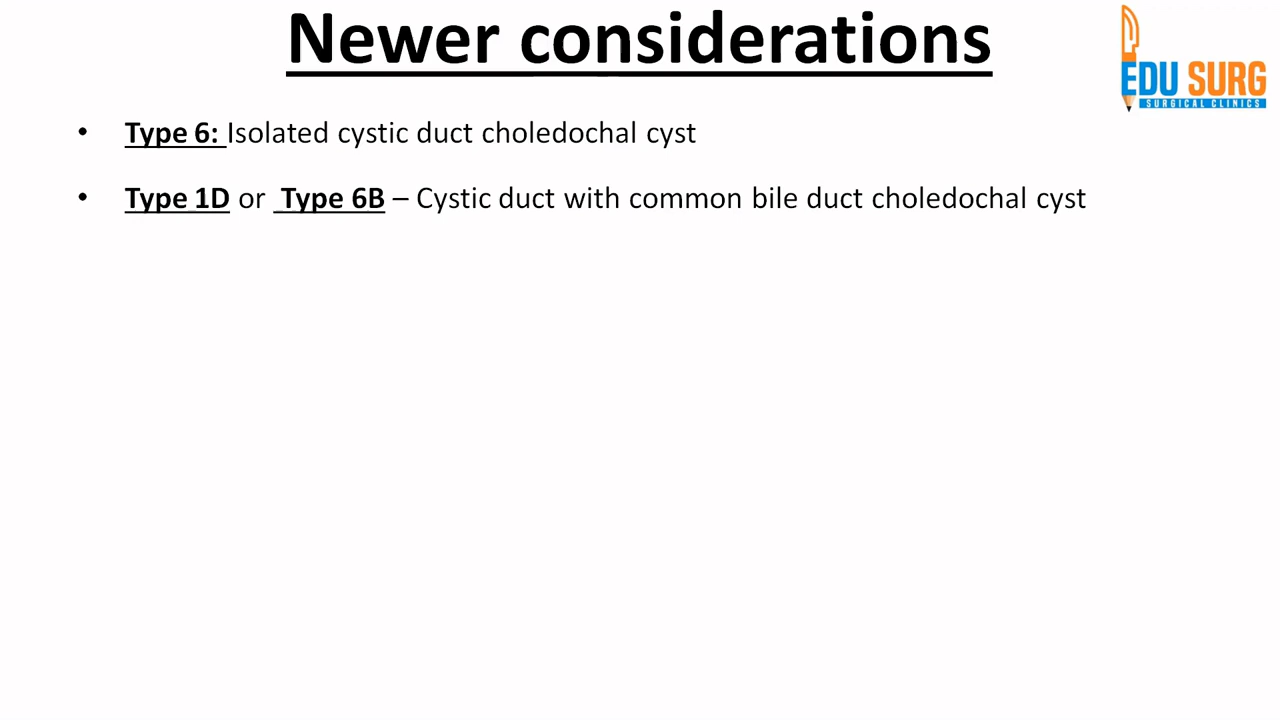 Newer considerations
EDU SURG
SURGICAL CLINICS
• Type 6: Isolated cystic duct choledochal cyst
• Type 1D or Type 6B – Cystic duct with common bile duct choledochal cyst